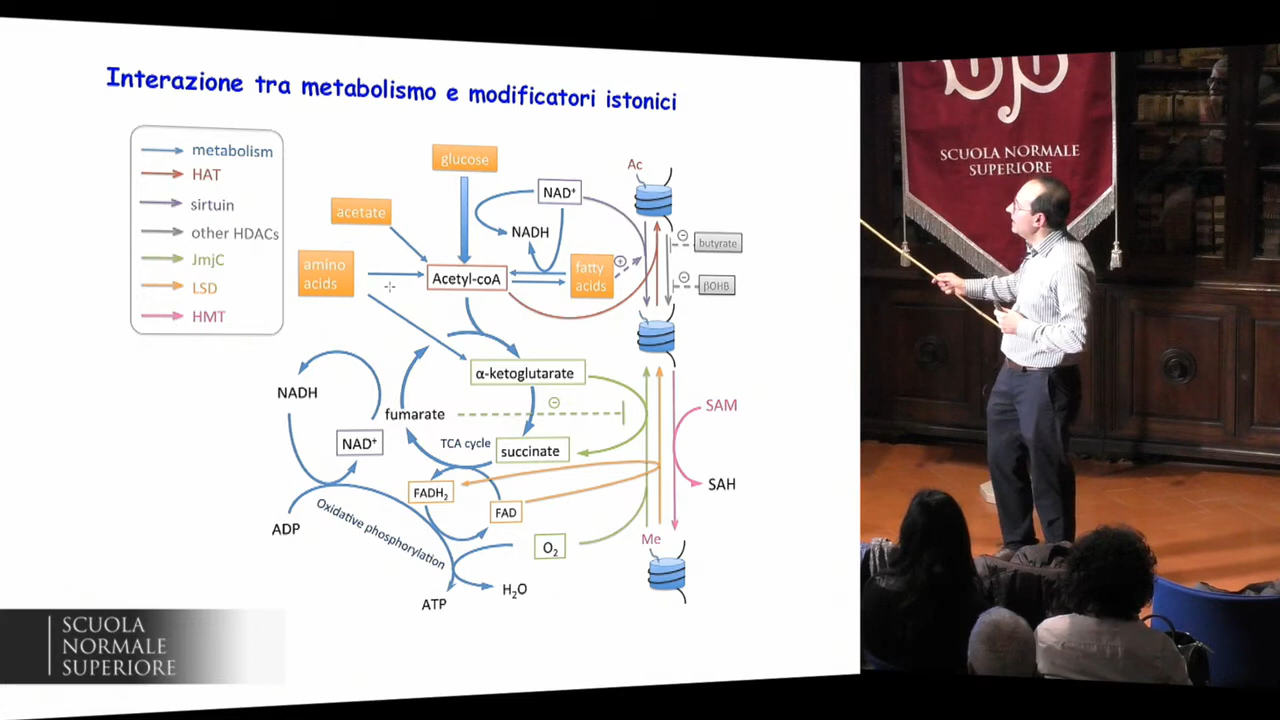 Interazione tra metabolismo e modificatori istonici
metabolism
HAT
sirtuin
other HDACs
JmjC
LSD
HMT
glucose
acetate
amino
acids
NAD⁺
NADH
Acetyl-coA
fatty
acids
Ac
butyrate
βOHB
α-ketoglutarate
fumarate
TCA cycle
succinate
NADH
NAD⁺
FADH₂
FAD
ADP
Oxidative phosphorylation
O₂
H₂O
ATP
SAM
SAH
Me
SCUOLA
NORMALE
SUPERIORE
SCUOLA NORMALE
SUPERIORE